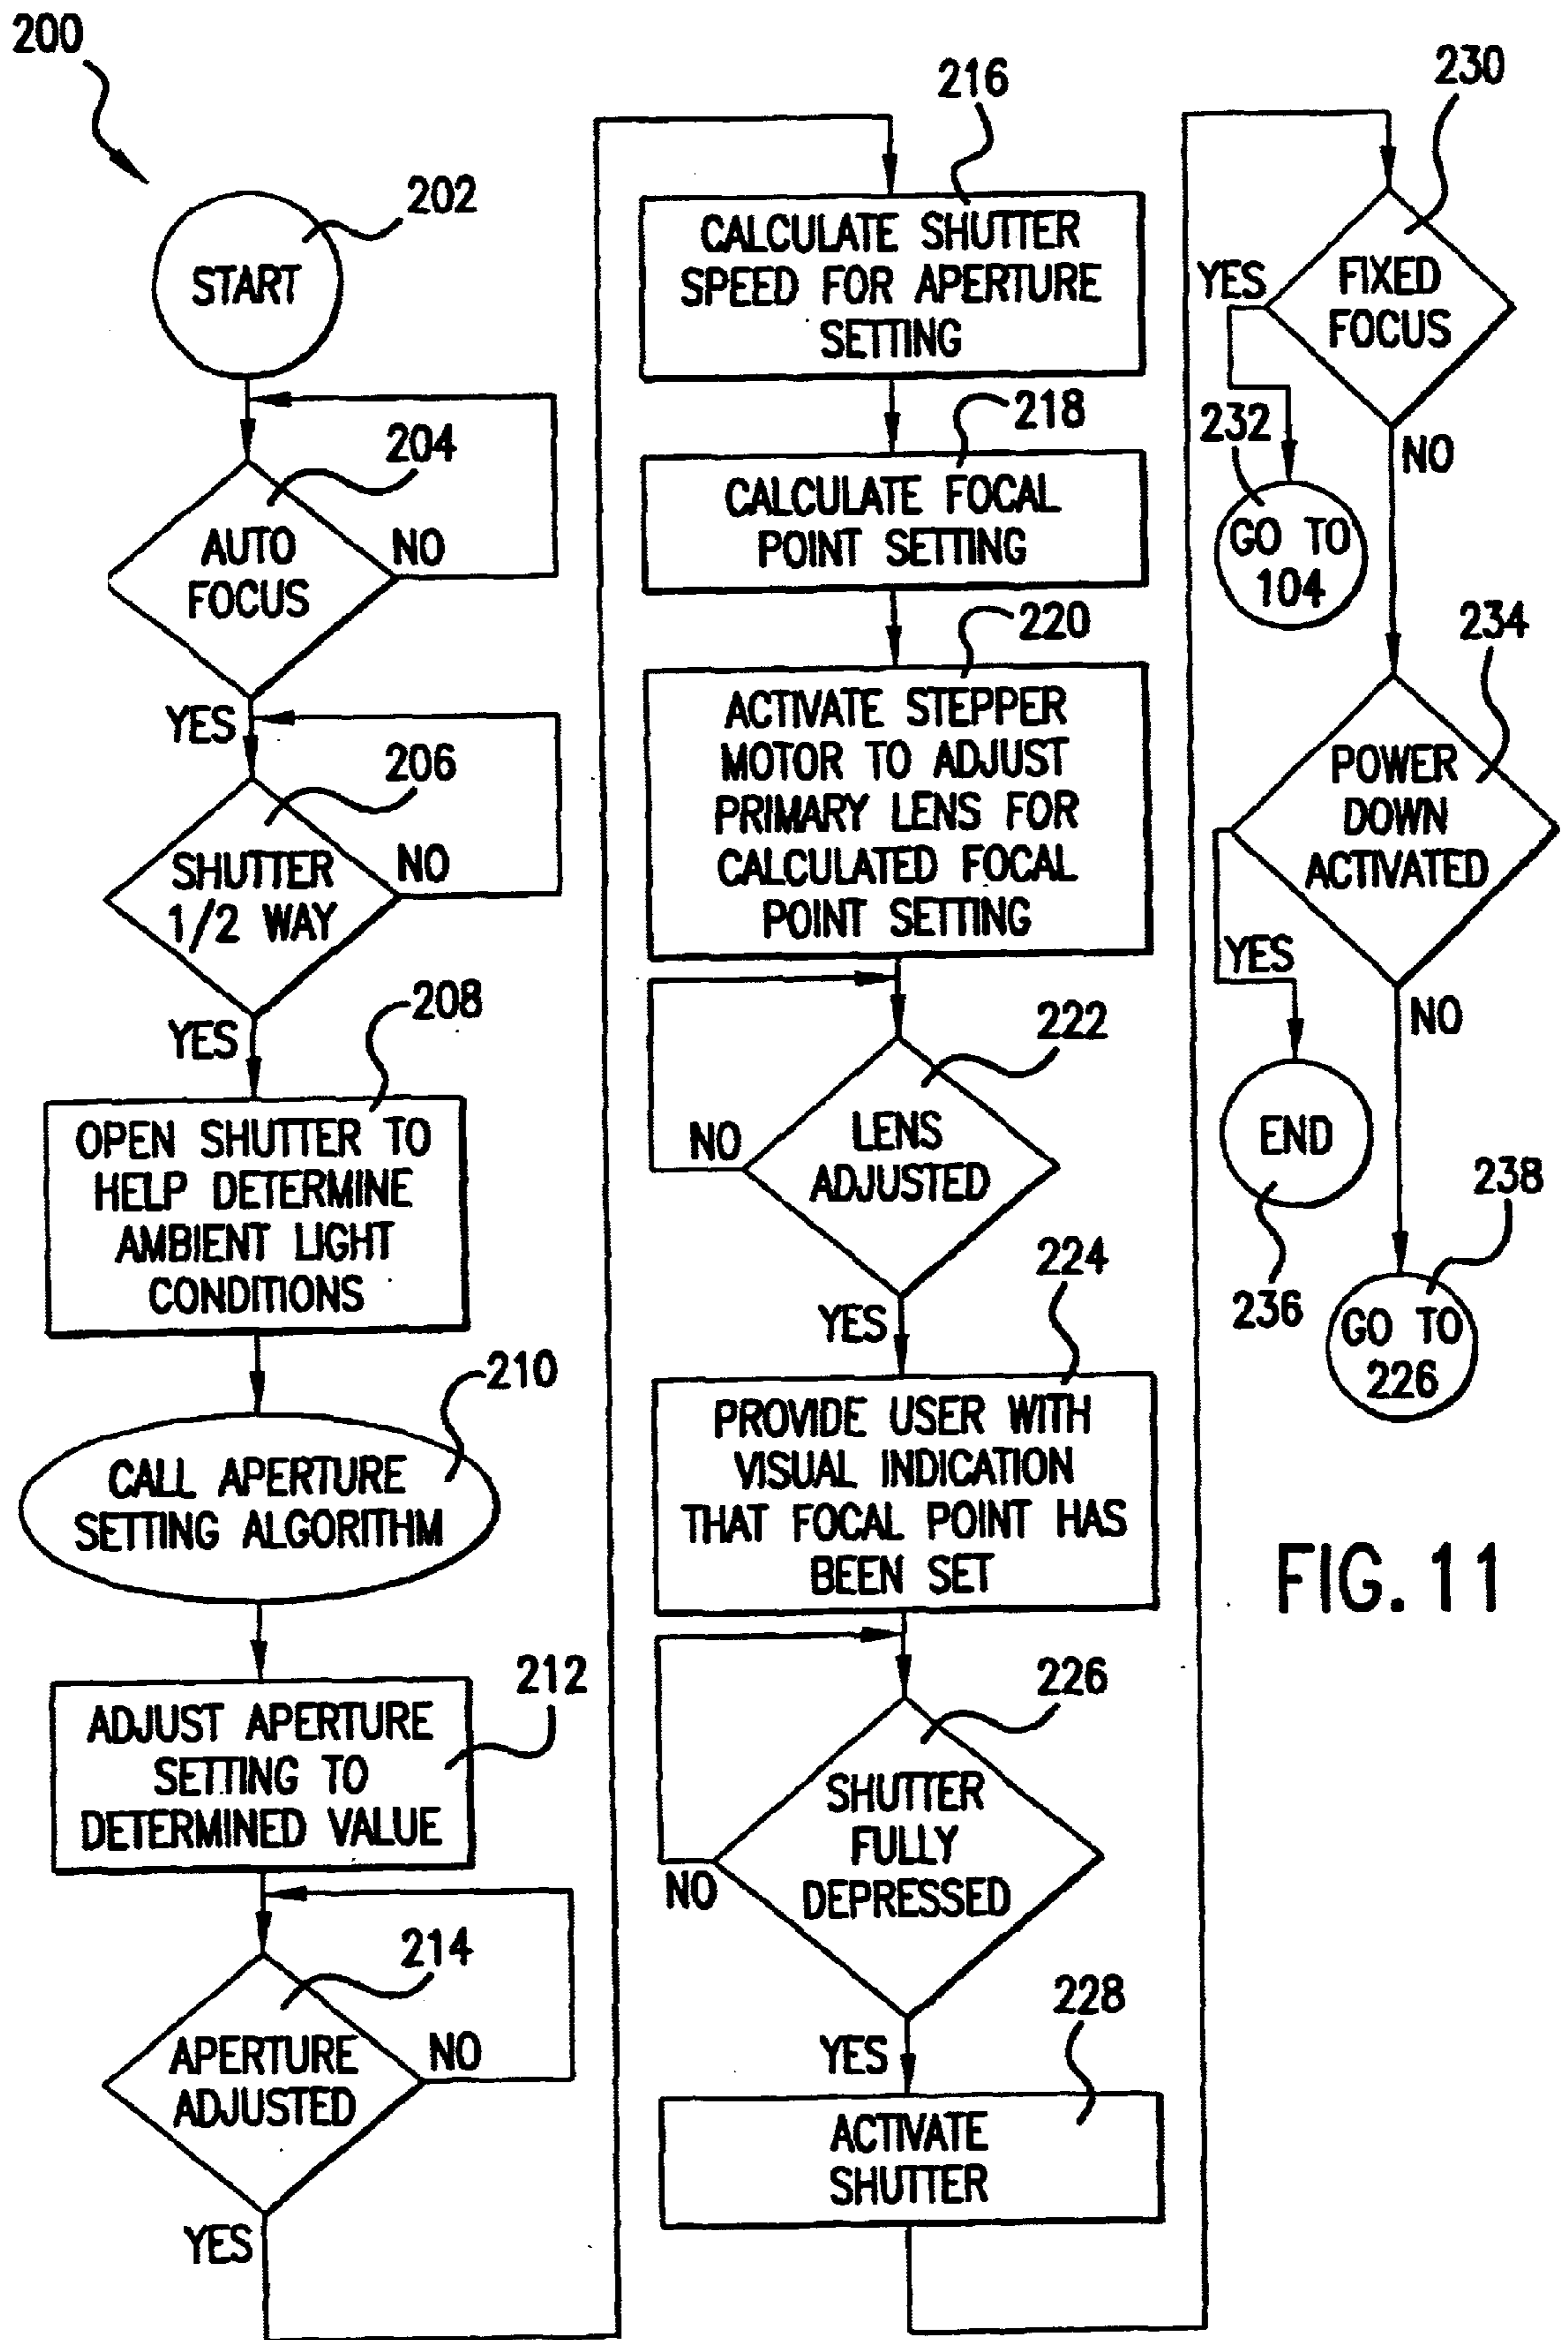 200
202
START
204
AUTO
FOCUS
NO
YES
206
SHUTTER
1/2 WAY
NO
YES
208
OPEN SHUTTER TO
HELP DETERMINE
AMBIENT LIGHT
CONDITIONS
210
CALL APERTURE
SETTING ALGORITHM
212
ADJUST APERTURE
SETTING TO
DETERMINED VALUE
214
APERTURE
ADJUSTED
NO
YES
216
CALCULATE SHUTTER
SPEED FOR APERTURE
SETTING
218
CALCULATE FOCAL
POINT SETTING
220
ACTIVATE STEPPER
MOTOR TO ADJUST
PRIMARY LENS FOR
CALCULATED FOCAL
POINT SETTING
222
LENS
ADJUSTED
NO
YES
224
PROVIDE USER WITH
VISUAL INDICATION
THAT FOCAL POINT HAS
BEEN SET
226
SHUTTER
FULLY
DEPRESSED
NO
YES
228
ACTIVATE
SHUTTER
230
FIXED
FOCUS
YES
NO
232
GO TO
104
234
POWER
DOWN
ACTIVATED
YES
NO
END
236
238
GO TO
226
FIG. 11